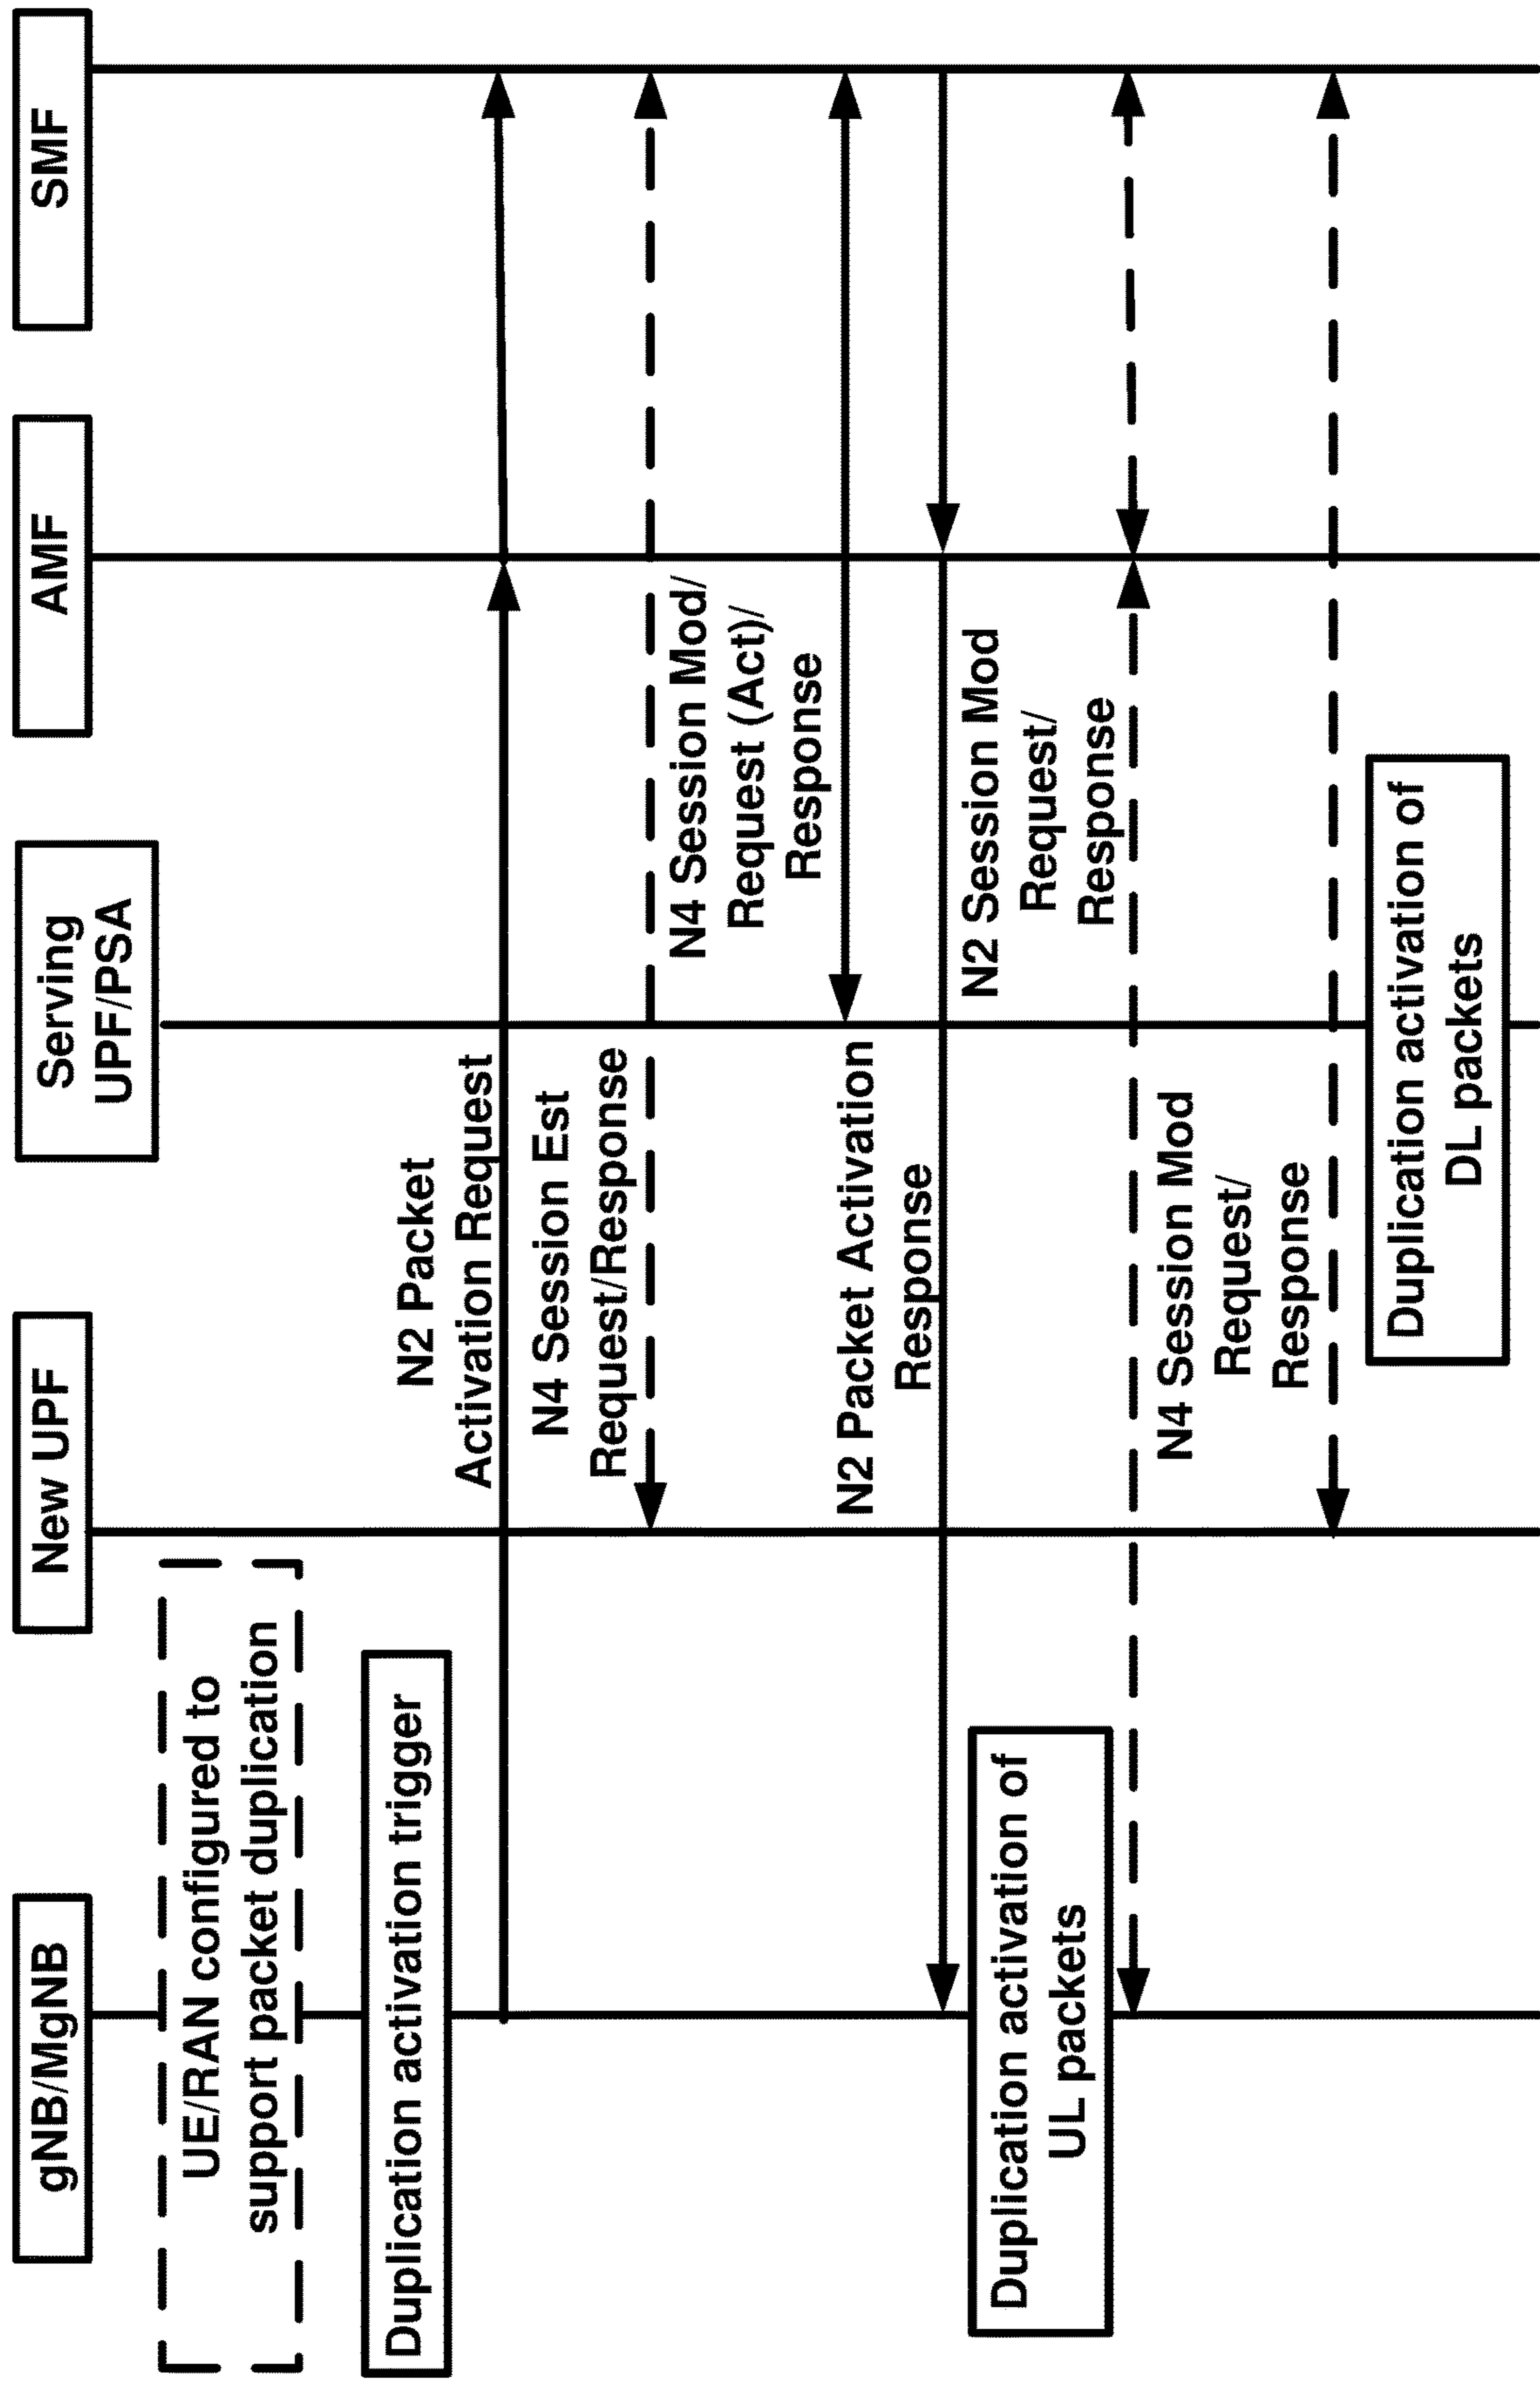 gNB/MgNB
New UPF
Serving
UPF/PSA
AMF
SMF
UE/RAN configured to
support packet duplication
Duplication activation trigger
N2 Packet
Activation Request
N4 Session Est
Request/Response
N4 Session Mod/
Request (Act)/
Response
N2 Packet Activation
Response
Duplication activation of
UL packets
N2 Session Mod
Request/
Response
N4 Session Mod
Request/
Response
Duplication activation of
DL packets